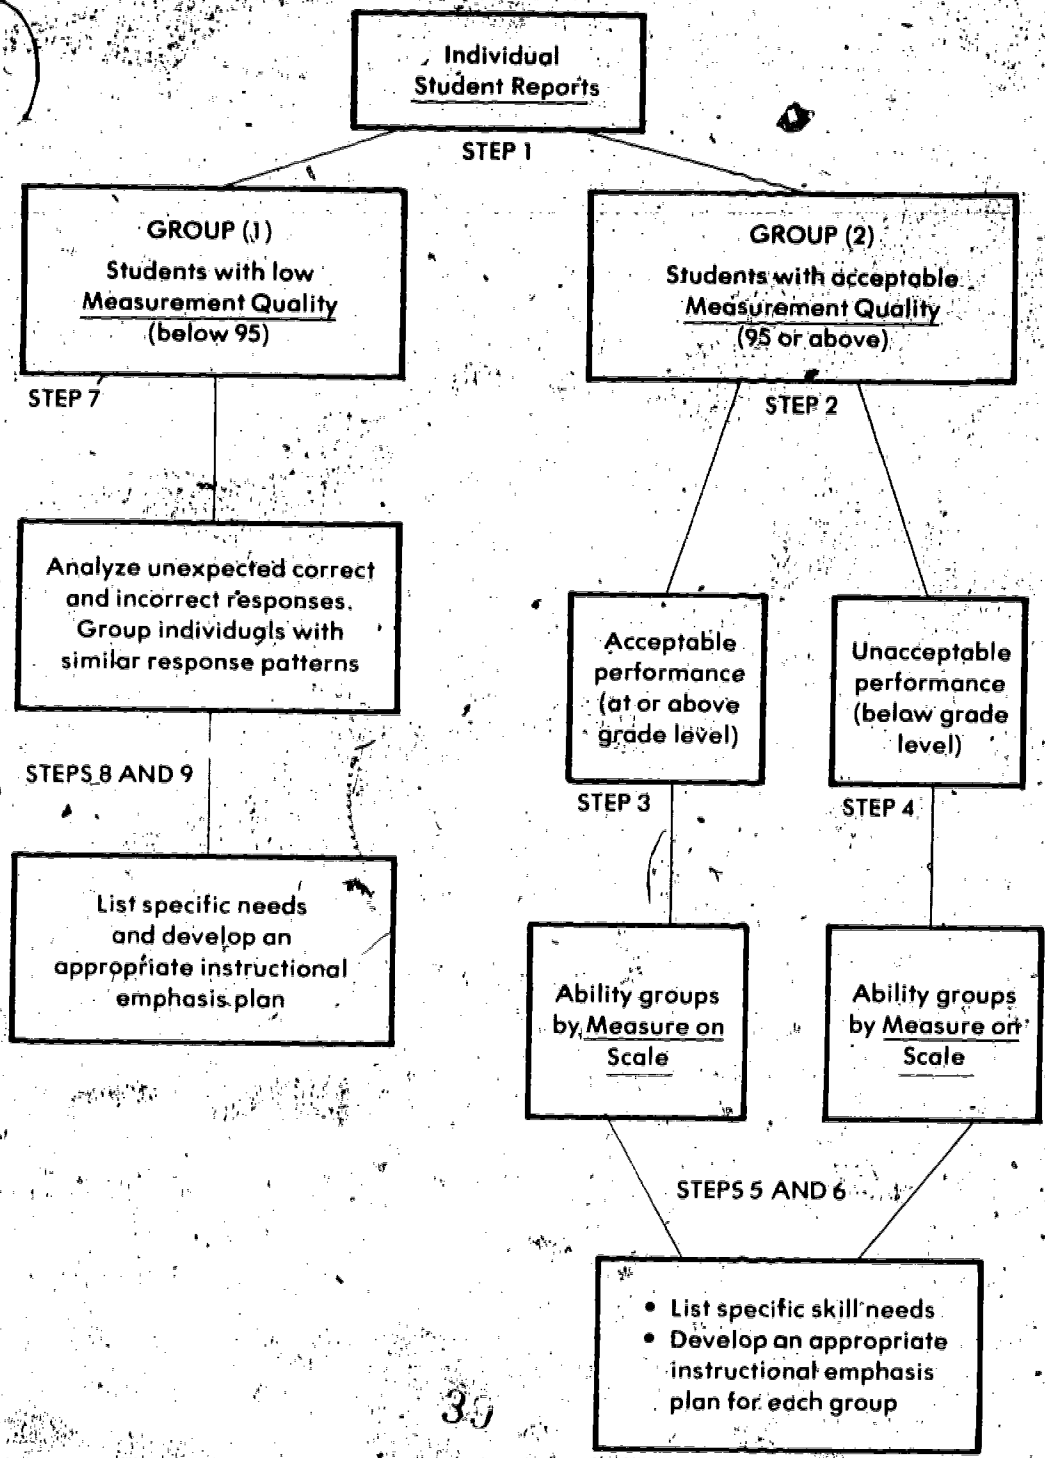 Individual
Student Reports
STEP 1
GROUP (1)
Students with low
Measurement Quality
(below 95)
GROUP (2)
Students with acceptable
Measurement Quality
(95 or above)
STEP 7
STEP 2
Analyze unexpected correct
and incorrect responses.
Group individuals with
similar response patterns
Acceptable
performance
(at or above
grade level)
Unacceptable
performance
(below grade
level)
STEPS 8 AND 9
STEP 3
STEP 4
List specific needs
and develop an
appropriate instructional
emphasis plan
Ability groups
by Measure on
Scale
Ability groups
by Measure on
Scale
STEPS 5 AND 6
• List specific skill needs
• Develop an appropriate
instructional emphasis
plan for each group